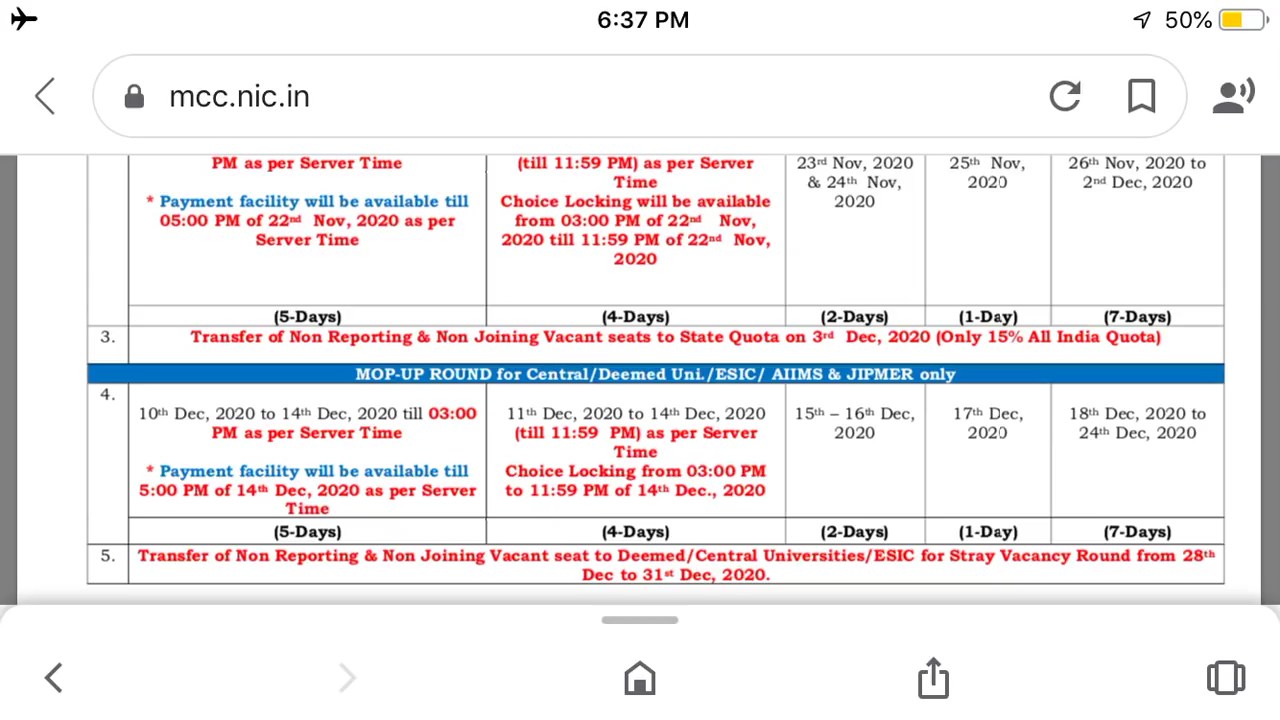 6:37 PM
50%
mcc.nic.in
PM as per Server Time
* Payment facility will be available till
05:00 PM of 22nd Nov, 2020 as per
Server Time
(5-Days)
(till 11:59 PM) as per Server
Time
Choice Locking will be available
from 03:00 PM of 22nd Nov,
2020 till 11:59 PM of 22nd Nov,
2020
(4-Days)
23rd Nov, 2020
& 24th Nov,
2020
(2-Days)
25th Nov,
2020
(1-Day)
26th Nov, 2020 to
2nd Dec, 2020
(7-Days)
3.
Transfer of Non Reporting & Non Joining Vacant seats to State Quota on 3rd Dec, 2020 (Only 15% All India Quota)
MOP-UP ROUND for Central/Deemed Uni./ESIC/ AIIMS & JIPMER only
4.
10th Dec, 2020 to 14th Dec, 2020 till 03:00
PM as per Server Time
* Payment facility will be available till
5:00 PM of 14th Dec, 2020 as per Server
Time
(5-Days)
11th Dec, 2020 to 14th Dec, 2020
(till 11:59 PM) as per Server
Time
Choice Locking from 03:00 PM
to 11:59 PM of 14th Dec., 2020
(4-Days)
15th – 16th Dec,
2020
(2-Days)
17th Dec,
2020
(1-Day)
18th Dec, 2020 to
24th Dec, 2020
(7-Days)
5.
Transfer of Non Reporting & Non Joining Vacant seat to Deemed/Central Universities/ESIC for Stray Vacancy Round from 28th
Dec to 31st Dec, 2020.